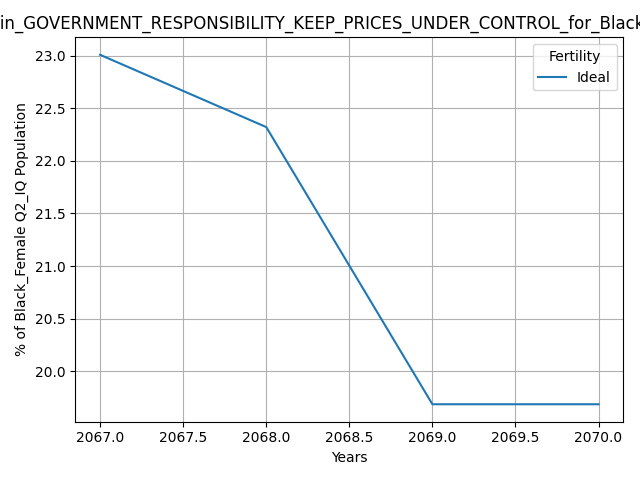 in_GOVERNMENT_RESPONSIBILITY_KEEP_PRICES_UNDER_CONTROL_for_Black
Fertility
Ideal
% of Black_Female Q2_IQ Population
23.0
22.5
22.0
21.5
21.0
20.5
20.0
2067.0 2067.5 2068.0 2068.5 2069.0 2069.5 2070.0
Years